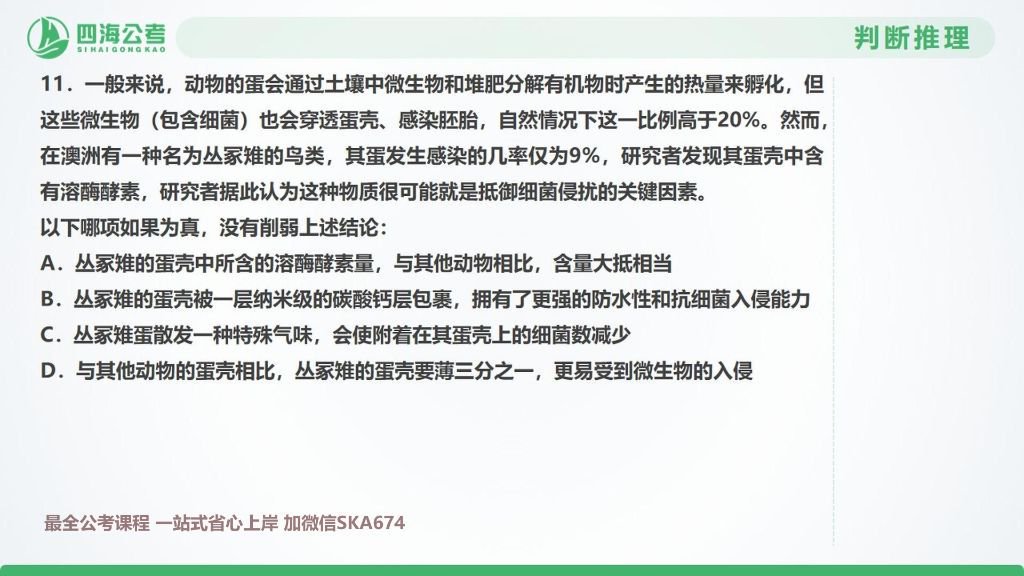 四海公考
SIHAIGONGKAO
判断推理
11. 一般来说，动物的蛋会通过土壤中微生物和堆肥分解有机物时产生的热量来孵化，但
这些微生物（包含细菌）也会穿透蛋壳、感染胚胎，自然情况下这一比例高于20%。然而，
在澳洲有一种名为丛冢雉的鸟类，其蛋发生感染的几率仅为9%，研究者发现其蛋壳中含
有溶酶酵素，研究者据此认为这种物质很可能就是抵御细菌侵扰的关键因素。
以下哪项如果为真，没有削弱上述结论：
A. 丛冢雉的蛋壳中所含的溶酶酵素量，与其他动物相比，含量大抵相当
B. 丛冢雉的蛋壳被一层纳米级的碳酸钙层包裹，拥有了更强的防水性和抗细菌入侵能力
C. 丛冢雉蛋散发一种特殊气味，会使附着在其蛋壳上的细菌数减少
D. 与其他动物的蛋壳相比，丛冢雉的蛋壳要薄三分之一，更易受到微生物的入侵
最全公考课程 一站式省心上岸 加微信SKA674